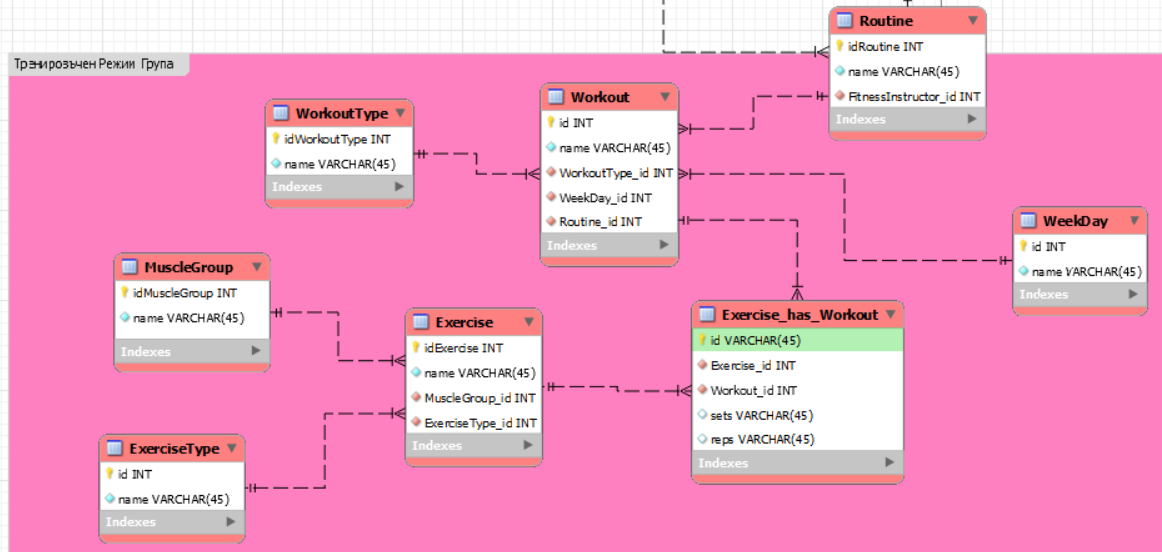 Тренировъчен Режим Група
Routine
idRoutine INT
name VARCHAR(45)
FitnessInstructor_id INT
Indexes
WorkoutType
idWorkoutType INT
name VARCHAR(45)
Indexes
Workout
id INT
name VARCHAR(45)
WorkoutType_id INT
WeekDay_id INT
Routine_id INT
Indexes
WeekDay
id INT
name VARCHAR(45)
Indexes
MuscleGroup
idMuscleGroup INT
name VARCHAR(45)
Indexes
Exercise
idExercise INT
name VARCHAR(45)
MuscleGroup_id INT
ExerciseType_id INT
Indexes
Exercise_has_Workout
id VARCHAR(45)
Exercise_id INT
Workout_id INT
sets VARCHAR(45)
reps VARCHAR(45)
Indexes
ExerciseType
id INT
name VARCHAR(45)
Indexes